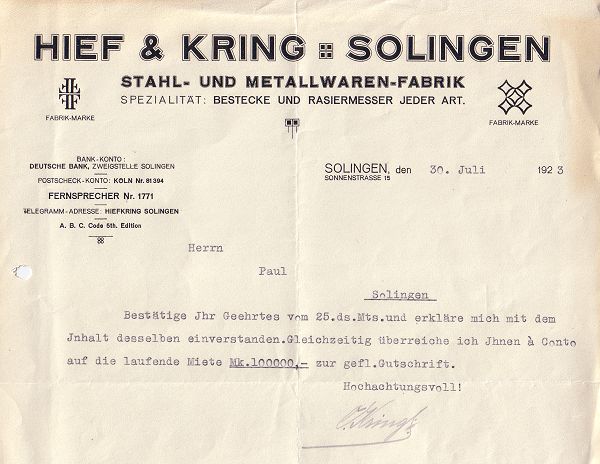 HIEF & KRING SOLINGEN
STAHL- UND METALLWAREN-FABRIK
SPEZIALITÄT: BESTECKE UND RASIERMESSER JEDER ART.
FABRIK-MARKE
FABRIK-MARKE
BANK-KONTO:
DEUTSCHE BANK, ZWEIGSTELLE SOLINGEN
POSTSCHECK-KONTO: KÖLN Nr. 81394
FERNSPRECHER Nr. 1771
TELEGRAMM-ADRESSE: HIEFKRING SOLINGEN
A. B. C. Code 5th. Edition
SOLINGEN, den 30. Juli 1923
SONNENSTRASSE 15
Herrn
Paul
Solingen
Bestätige Jhr Geehrtes vom 25.ds.Mts.und erkläre mich mit dem
Jnhalt desselben einverstanden.Gleichzeitig überreiche ich Jhnen à Conto
auf die laufende Miete Mk.100000,- zur gefl.Gutschrift.
Hochachtungsvoll!